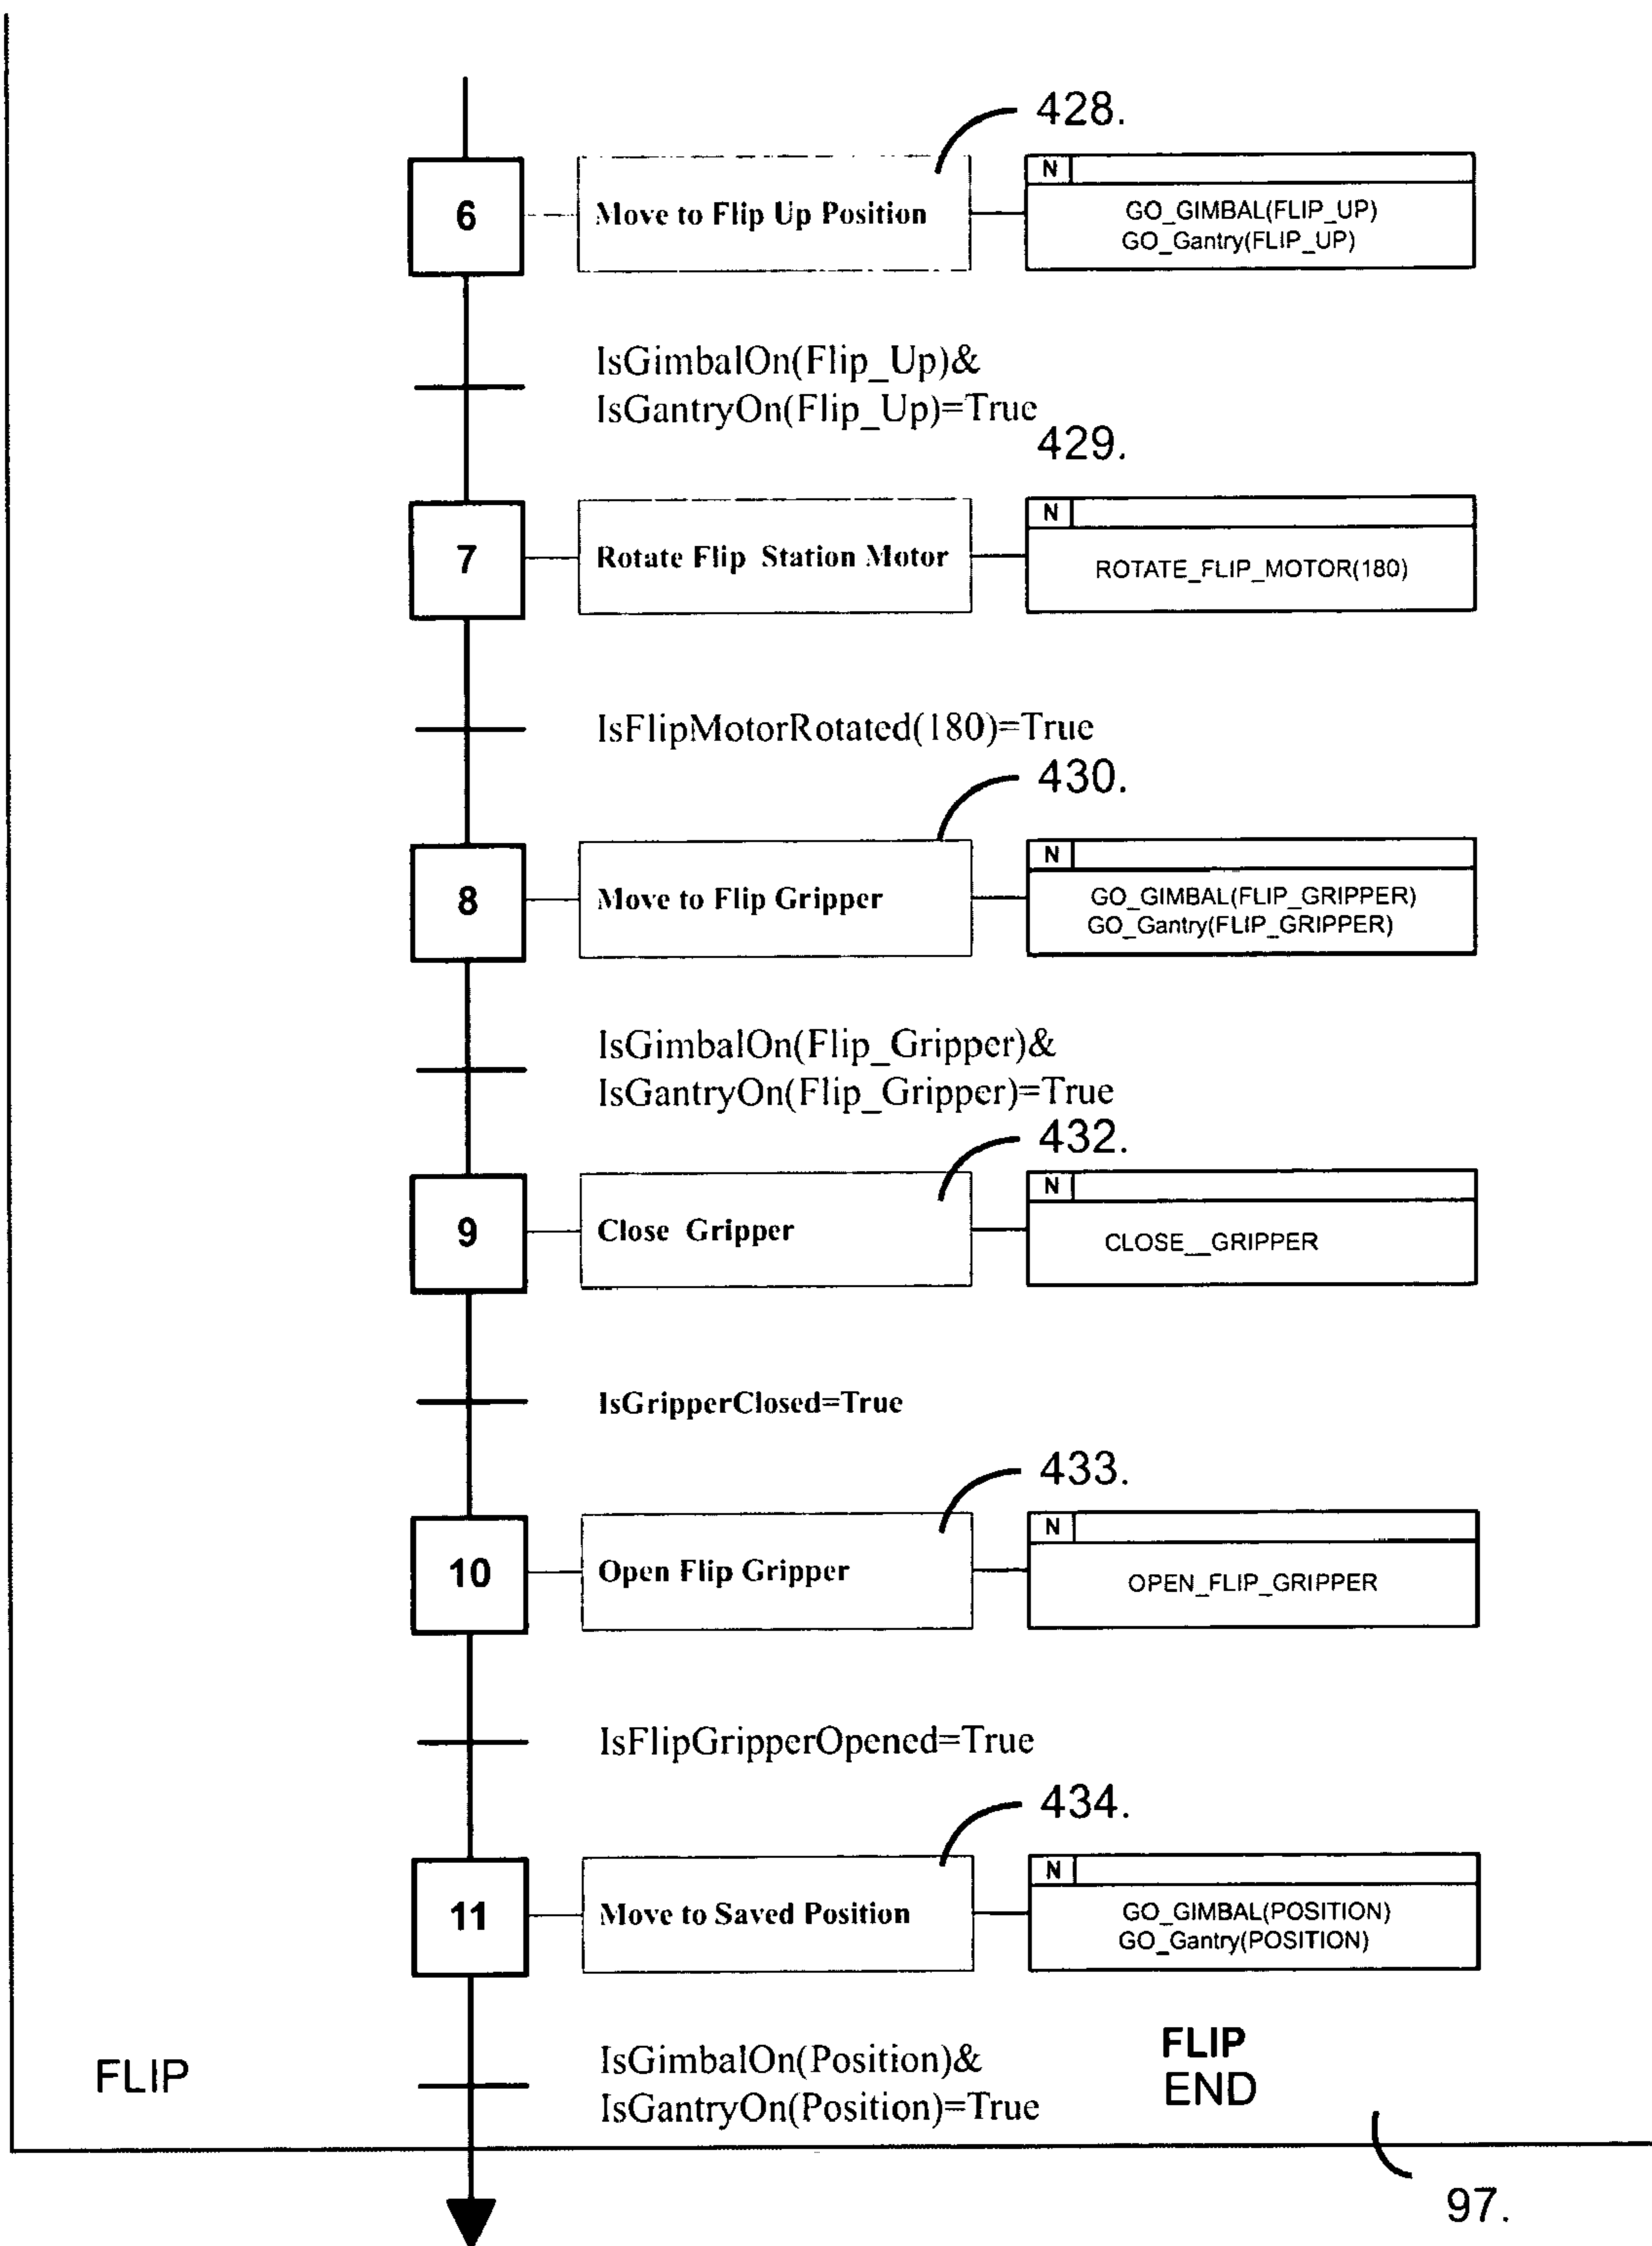 428.
6
Move to Flip Up Position
N
GO_GIMBAL(FLIP_UP)
GO_Gantry(FLIP_UP)
IsGimbalOn(Flip_Up)&
IsGantryOn(Flip_Up)=True
429.
7
Rotate Flip Station Motor
N
ROTATE_FLIP_MOTOR(180)
IsFlipMotorRotated(180)=True
430.
8
Move to Flip Gripper
N
GO_GIMBAL(FLIP_GRIPPER)
GO_Gantry(FLIP_GRIPPER)
IsGimbalOn(Flip_Gripper)&
IsGantryOn(Flip_Gripper)=True
432.
9
Close Gripper
N
CLOSE__GRIPPER
IsGripperClosed=True
433.
10
Open Flip Gripper
N
OPEN_FLIP_GRIPPER
IsFlipGripperOpened=True
434.
11
Move to Saved Position
N
GO_GIMBAL(POSITION)
GO_Gantry(POSITION)
FLIP
IsGimbalOn(Position)&
IsGantryOn(Position)=True
FLIP
END
97.